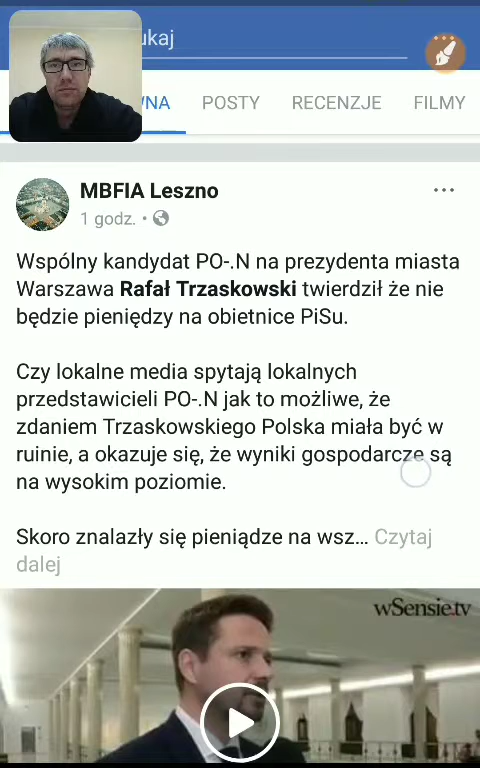 ukaj
WNA
POSTY
RECENZJE
FILMY
MBFIA Leszno
1 godz. •
Wspólny kandydat PO-.N na prezydenta miasta
Warszawa Rafał Trzaskowski twierdził że nie
będzie pieniędzy na obietnice PiSu.
Czy lokalne media spytają lokalnych
przedstawicieli PO-.N jak to możliwe, że
zdaniem Trzaskowskiego Polska miała być w
ruinie, a okazuje się, że wyniki gospodarcze są
na wysokim poziomie.
Skoro znalazły się pieniądze na wsz... Czytaj
dalej
wSensie.tv